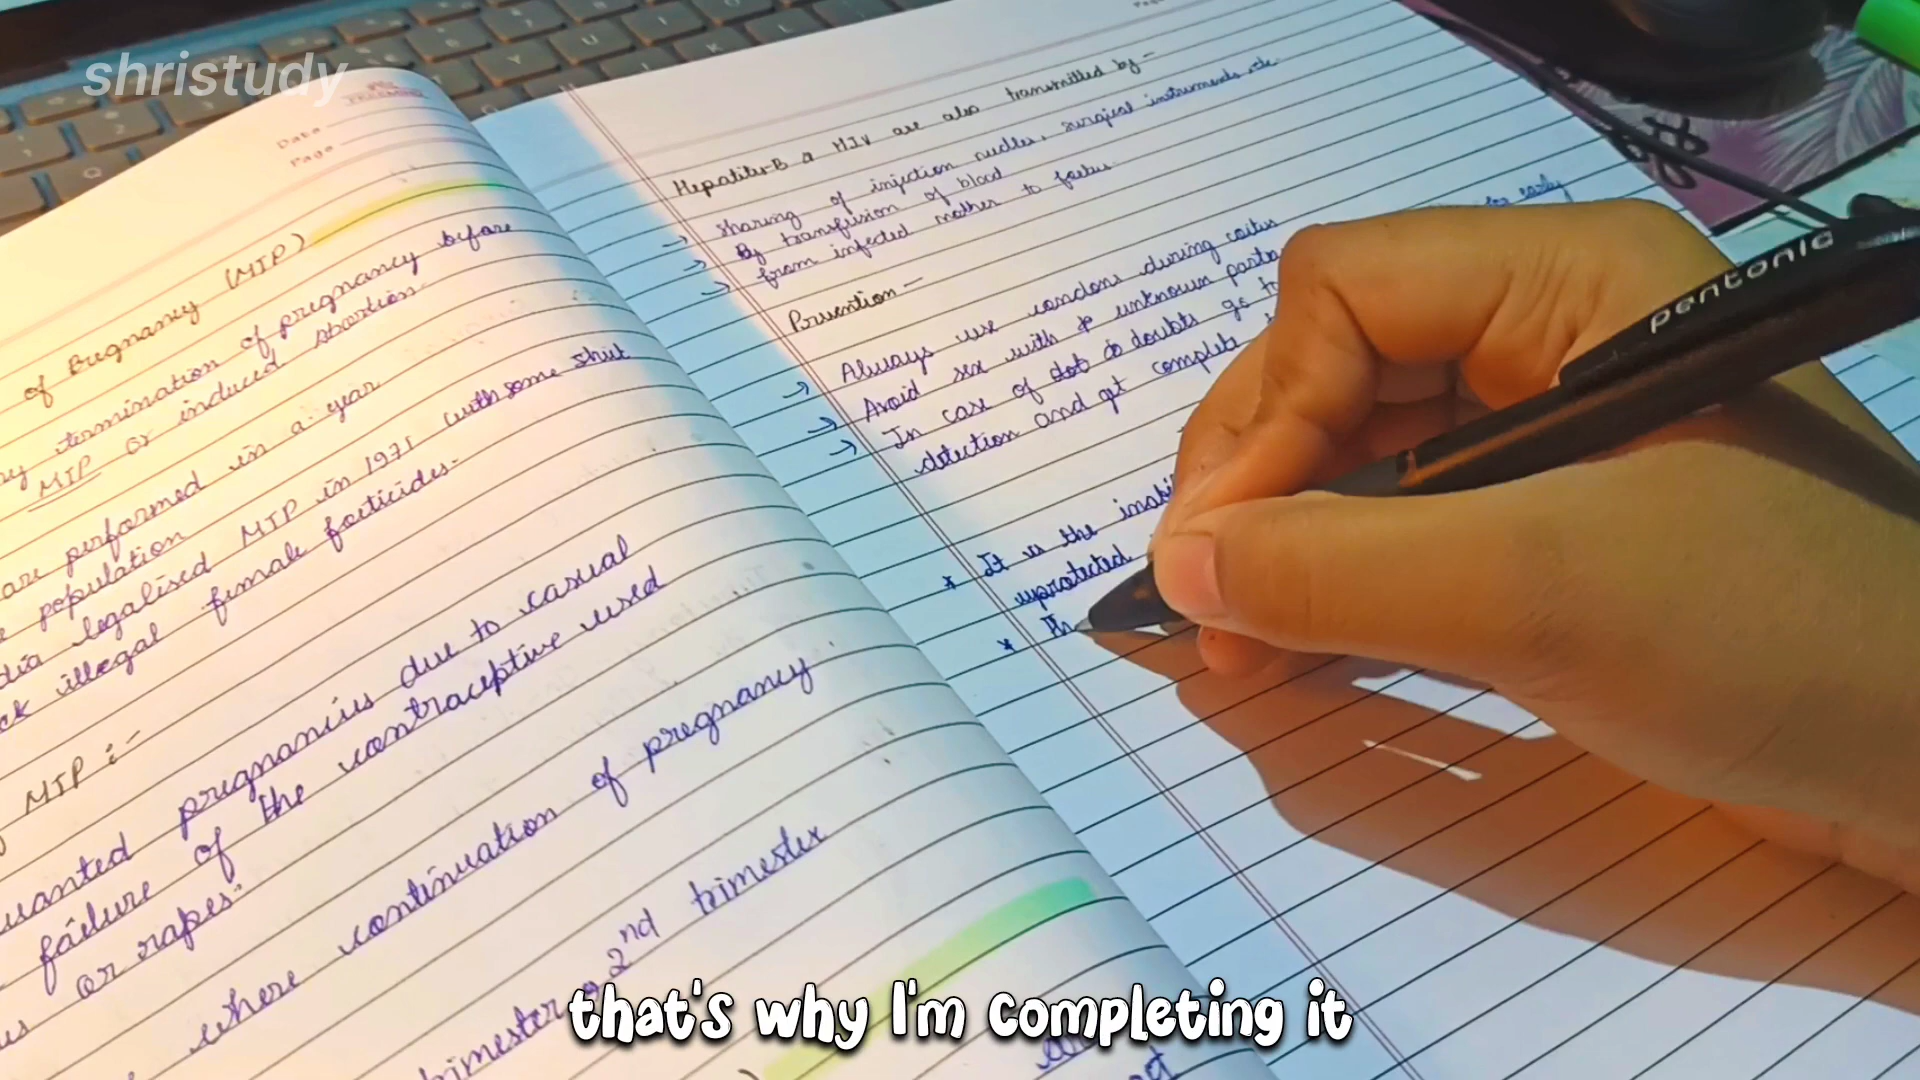 shristudy
Date
Page
of Pregnancy (MTP)
termination of pregnancy before
MTP or induced abortion.
are performed in a year
population
legalised MTP in 1971 with some strict
illegal female foeticides.
MTP :-
pregnancies due to casual
failure of the contraceptive used
or rapes"
where continuation of pregnancy
2nd trimester
Hepatitis-B & HIV are also transmitted by -
→ sharing of injection needles, surgical instruments etc.
→ By transfusion of blood
→ from infected mother to foetus
Prevention -
→ Always use condoms during coitus
→ Avoid sex with unknown
→ In case of dob doubts go to for early
detection and get complete
* It is the
uprotected
*
pentonic
that's why I'm completing it